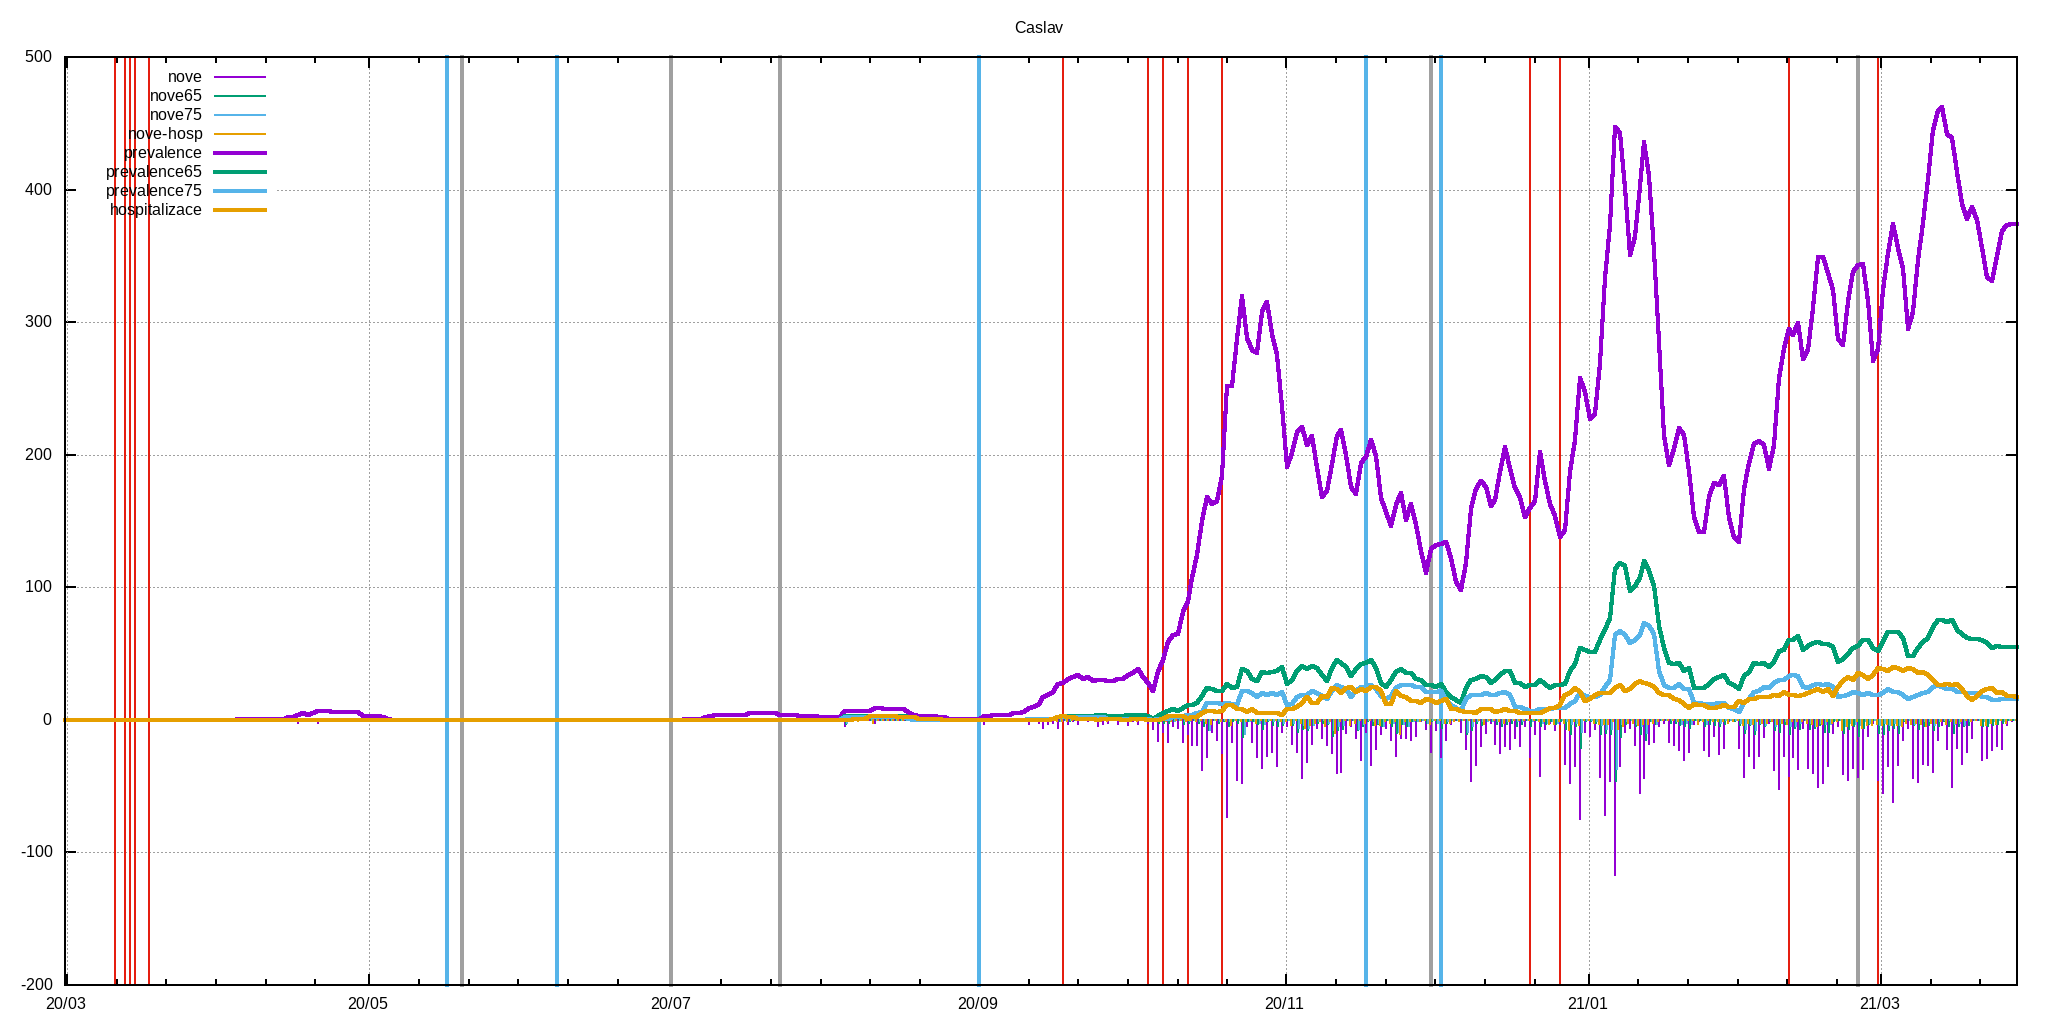 Caslav
500
400
300
200
100
0
-100
-200
nove
nove65
nove75
nove-hosp
prevalence
prevalence65
prevalence75
hospitalizace
20/03 20/05 20/07 20/09 20/11 21/01 21/03